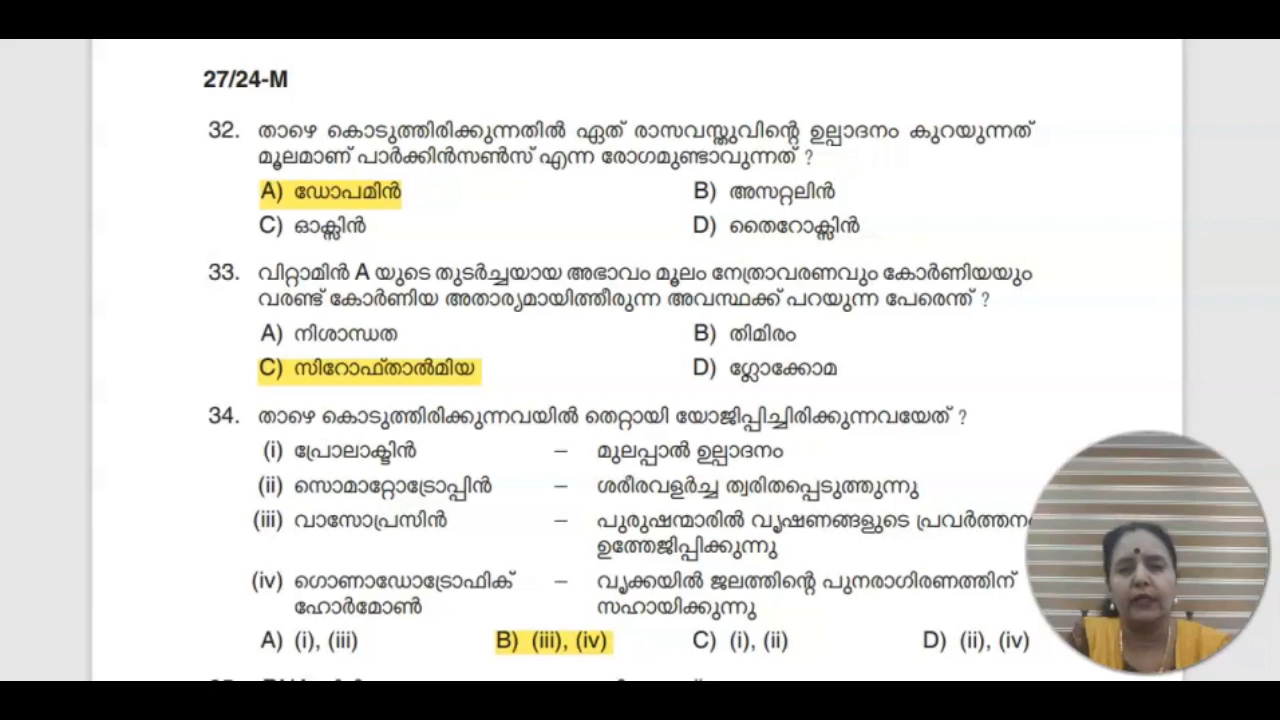 27/24-M
32. താഴെ കൊടുത്തിരിക്കുന്നതിൽ ഏത് രാസവസ്തുവിന്റെ ഉല്പാദനം കുറയുന്നത്
മൂലമാണ് പാർക്കിൻസൺസ് എന്ന രോഗമുണ്ടാവുന്നത് ?
A) ഡോപമിൻ B) അസറ്റലിൻ
C) ഓക്സിൻ D) തൈറോക്സിൻ
33. വിറ്റാമിൻ A യുടെ തുടർച്ചയായ അഭാവം മൂലം നേത്രാവരണവും കോർണിയയും
വരണ്ട് കോർണിയ അതാര്യമായിത്തീരുന്ന അവസ്ഥക്ക് പറയുന്ന പേരെന്ത് ?
A) നിശാന്ധത B) തിമിരം
C) സിറോഫ്താൽമിയ D) ഗ്ലോക്കോമ
34. താഴെ കൊടുത്തിരിക്കുന്നവയിൽ തെറ്റായി യോജിപ്പിച്ചിരിക്കുന്നവയേത് ?
(i) പ്രോലാക്ടിൻ – മുലപ്പാൽ ഉല്പാദനം
(ii) സൊമാറ്റോട്രോപ്പിൻ – ശരീരവളർച്ച ത്വരിതപ്പെടുത്തുന്നു
(iii) വാസോപ്രസിൻ – പുരുഷന്മാരിൽ വൃഷണങ്ങളുടെ
ഉത്തേജിപ്പിക്കുന്നു
(iv) ഗൊണാഡോട്രോഫിക് – വൃക്കയിൽ ജലത്തിന്റെ പുനരാഗിരണത്തിന്
ഹോർമോൺ സഹായിക്കുന്നു
A) (i), (iii) B) (iii), (iv) C) (i), (ii) D) (ii), (iv)